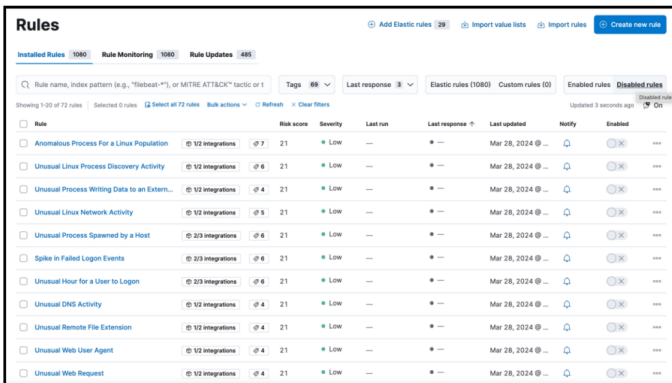 Rules
Add Elastic rules 29 Import value lists Import rules Create new rule
Installed Rules 1080 Rule Monitoring 1080 Rule Updates 485
Rule name, index pattern (e.g., "filebeat-*"), or MITRE ATT&CK™ tactic or t
Tags 69 Last response 3 Elastic rules (1080) Custom rules (0) Enabled rules Disabled rules
Disabled rule
Showing 1-20 of 72 rules Selected 0 rules Select all 72 rules Bulk actions Refresh Clear filters Updated 3 seconds ago On
Rule Risk score Severity Last run Last response ↑ Last updated Notify Enabled
Anomalous Process For a Linux Population 1/2 integrations 7 21 Low — — Mar 28, 2024 @ ...
Unusual Linux Process Discovery Activity 1/2 integrations 6 21 Low — — Mar 28, 2024 @ ...
Unusual Process Writing Data to an Extern... 1/2 integrations 4 21 Low — — Mar 28, 2024 @ ...
Unusual Linux Network Activity 1/2 integrations 5 21 Low — — Mar 28, 2024 @ ...
Unusual Process Spawned by a Host 2/3 integrations 6 21 Low — — Mar 28, 2024 @ ...
Spike in Failed Logon Events 2/3 integrations 6 21 Low — — Mar 28, 2024 @ ...
Unusual Hour for a User to Logon 2/3 integrations 6 21 Low — — Mar 28, 2024 @ ...
Unusual DNS Activity 1/2 integrations 4 21 Low — — Mar 28, 2024 @ ...
Unusual Remote File Extension 1/2 integrations 4 21 Low — — Mar 28, 2024 @ ...
Unusual Web User Agent 1/2 integrations 4 21 Low — — Mar 28, 2024 @ ...
Unusual Web Request 1/2 integrations 4 21 Low — — Mar 28, 2024 @ ...